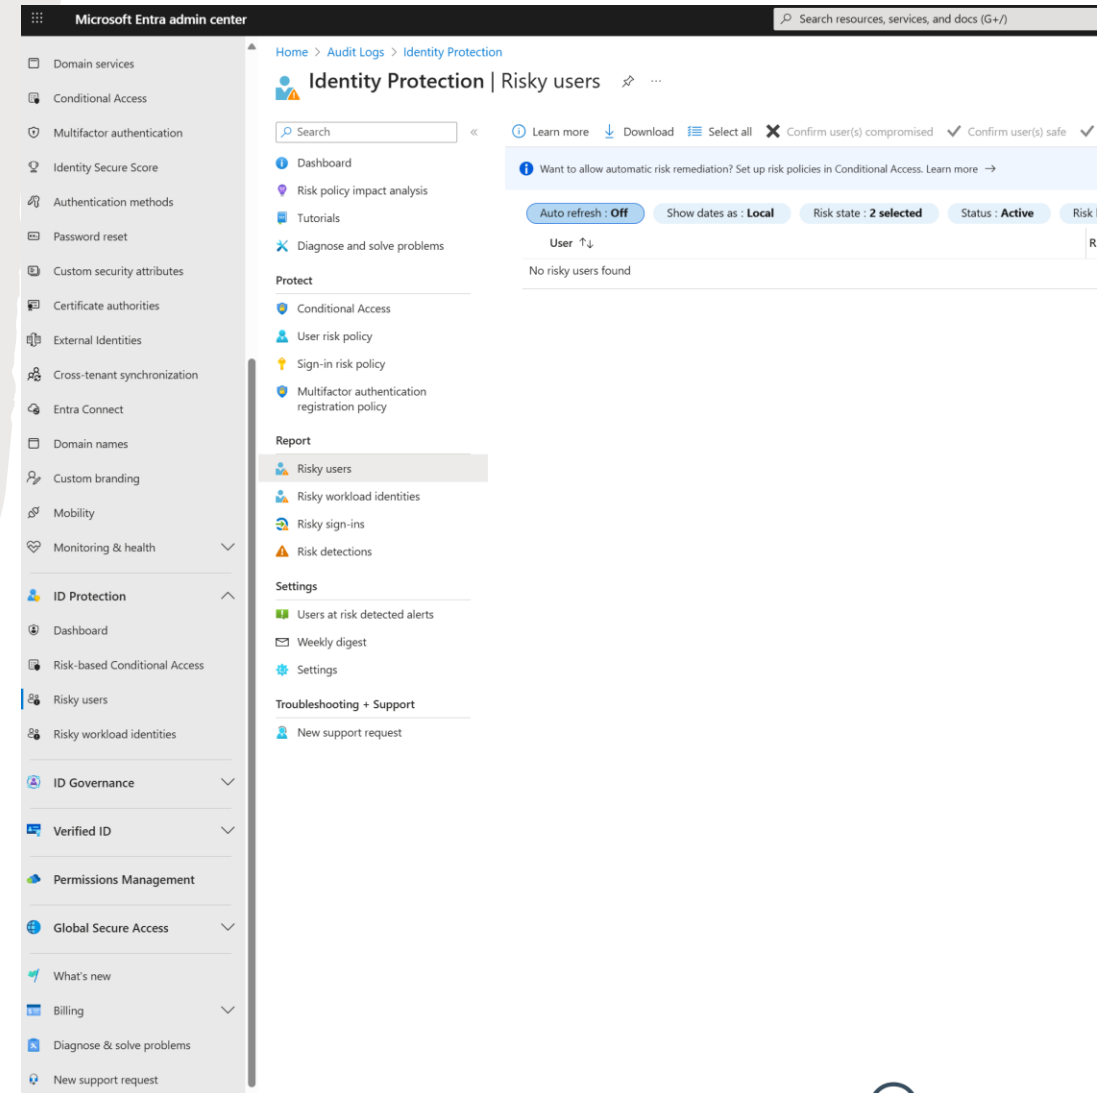 Microsoft Entra admin center
Search resources, services, and docs (G+/)
Domain services
Conditional Access
Multifactor authentication
Identity Secure Score
Authentication methods
Password reset
Custom security attributes
Certificate authorities
External Identities
Cross-tenant synchronization
Entra Connect
Domain names
Custom branding
Mobility
Monitoring & health
ID Protection
Dashboard
Risk-based Conditional Access
Risky users
Risky workload identities
ID Governance
Verified ID
Permissions Management
Global Secure Access
What's new
Billing
Diagnose & solve problems
New support request
Home > Audit Logs > Identity Protection
Identity Protection | Risky users
Search
Dashboard
Risk policy impact analysis
Tutorials
Diagnose and solve problems
Protect
Conditional Access
User risk policy
Sign-in risk policy
Multifactor authentication
registration policy
Report
Risky users
Risky workload identities
Risky sign-ins
Risk detections
Settings
Users at risk detected alerts
Weekly digest
Settings
Troubleshooting + Support
New support request
Learn more Download Select all Confirm user(s) compromised Confirm user(s) safe
Want to allow automatic risk remediation? Set up risk policies in Conditional Access. Learn more →
Auto refresh : Off Show dates as : Local Risk state : 2 selected Status : Active Risk
User ↑↓ R
No risky users found